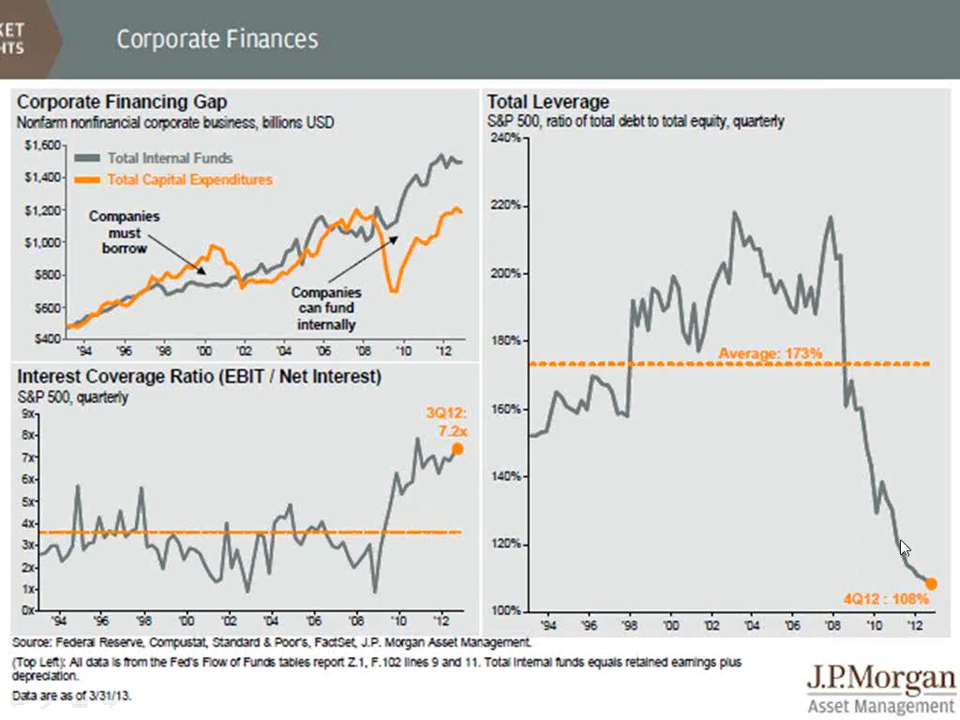 KET
HTS
Corporate Finances
Corporate Financing Gap
Nonfarm nonfinancial corporate business, billions USD
$1,600
$1,400
$1,200
$1,000
$800
$600
$400
Total Internal Funds
Total Capital Expenditures
Companies
must
borrow
Companies
can fund
internally
'94
'96
'98
'00
'02
'04
'06
'08
'10
'12
Interest Coverage Ratio (EBIT / Net Interest)
S&P 500, quarterly
9x
8x
7x
6x
5x
4x
3x
2x
1x
0x
3Q12:
7.2x
'94
'96
'98
'00
'02
'04
'06
'08
'10
'12
Total Leverage
S&P 500, ratio of total debt to total equity, quarterly
240%
220%
200%
180%
160%
140%
120%
100%
Average: 173%
4Q12 : 108%
'94
'96
'98
'00
'02
'04
'06
'08
'10
'12
Source: Federal Reserve, Compustat, Standard & Poor's, FactSet, J.P. Morgan Asset Management.
(Top Left): All data is from the Fed's Flow of Funds tables report Z.1, F.102 lines 9 and 11. Total internal funds equals retained earnings plus
depreciation.
Data are as of 3/31/13.
J.P.Morgan
Asset Management